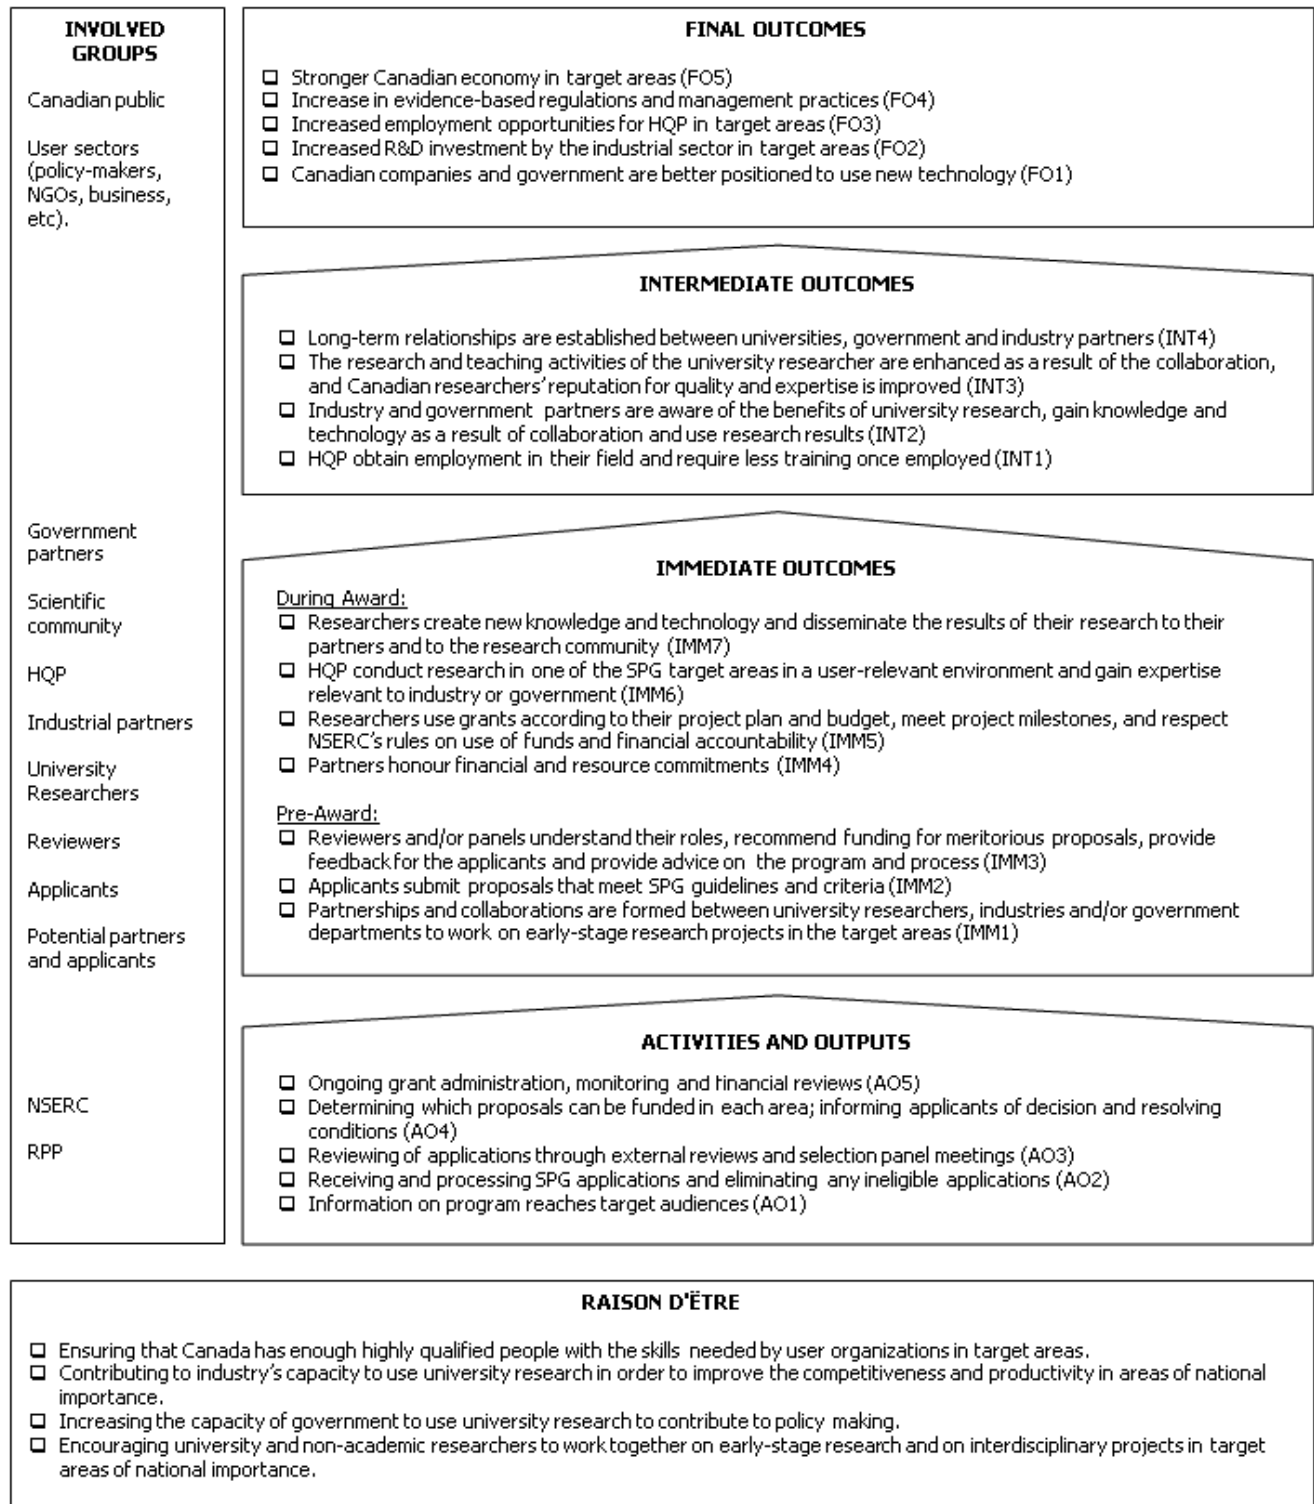 INVOLVED
GROUPS
Canadian public
User sectors
(policy-makers,
NGOs, business,
etc).
Government
partners
Scientific
community
HQP
Industrial partners
University
Researchers
Reviewers
Applicants
Potential partners
and applicants
NSERC
RPP
FINAL OUTCOMES
❑ Stronger Canadian economy in target areas (FO5)
❑ Increase in evidence-based regulations and management practices (FO4)
❑ Increased employment opportunities for HQP in target areas (FO3)
❑ Increased R&D investment by the industrial sector in target areas (FO2)
❑ Canadian companies and government are better positioned to use new technology (FO1)
INTERMEDIATE OUTCOMES
❑ Long-term relationships are established between universities, government and industry partners (INT4)
❑ The research and teaching activities of the university researcher are enhanced as a result of the collaboration,
and Canadian researchers' reputation for quality and expertise is improved (INT3)
❑ Industry and government partners are aware of the benefits of university research, gain knowledge and
technology as a result of collaboration and use research results (INT2)
❑ HQP obtain employment in their field and require less training once employed (INT1)
IMMEDIATE OUTCOMES
During Award:
❑ Researchers create new knowledge and technology and disseminate the results of their research to their
partners and to the research community (IMM7)
❑ HQP conduct research in one of the SPG target areas in a user-relevant environment and gain expertise
relevant to industry or government (IMM6)
❑ Researchers use grants according to their project plan and budget, meet project milestones, and respect
NSERC's rules on use of funds and financial accountability (IMM5)
❑ Partners honour financial and resource commitments (IMM4)
Pre-Award:
❑ Reviewers and/or panels understand their roles, recommend funding for meritorious proposals, provide
feedback for the applicants and provide advice on the program and process (IMM3)
❑ Applicants submit proposals that meet SPG guidelines and criteria (IMM2)
❑ Partnerships and collaborations are formed between university researchers, industries and/or government
departments to work on early-stage research projects in the target areas (IMM1)
ACTIVITIES AND OUTPUTS
❑ Ongoing grant administration, monitoring and financial reviews (AO5)
❑ Determining which proposals can be funded in each area; informing applicants of decision and resolving
conditions (AO4)
❑ Reviewing of applications through external reviews and selection panel meetings (AO3)
❑ Receiving and processing SPG applications and eliminating any ineligible applications (AO2)
❑ Information on program reaches target audiences (AO1)
RAISON D'ËTRE
❑ Ensuring that Canada has enough highly qualified people with the skills needed by user organizations in target areas.
❑ Contributing to industry's capacity to use university research in order to improve the competitiveness and productivity in areas of national
importance.
❑ Increasing the capacity of government to use university research to contribute to policy making.
❑ Encouraging university and non-academic researchers to work together on early-stage research and on interdisciplinary projects in target
areas of national importance.